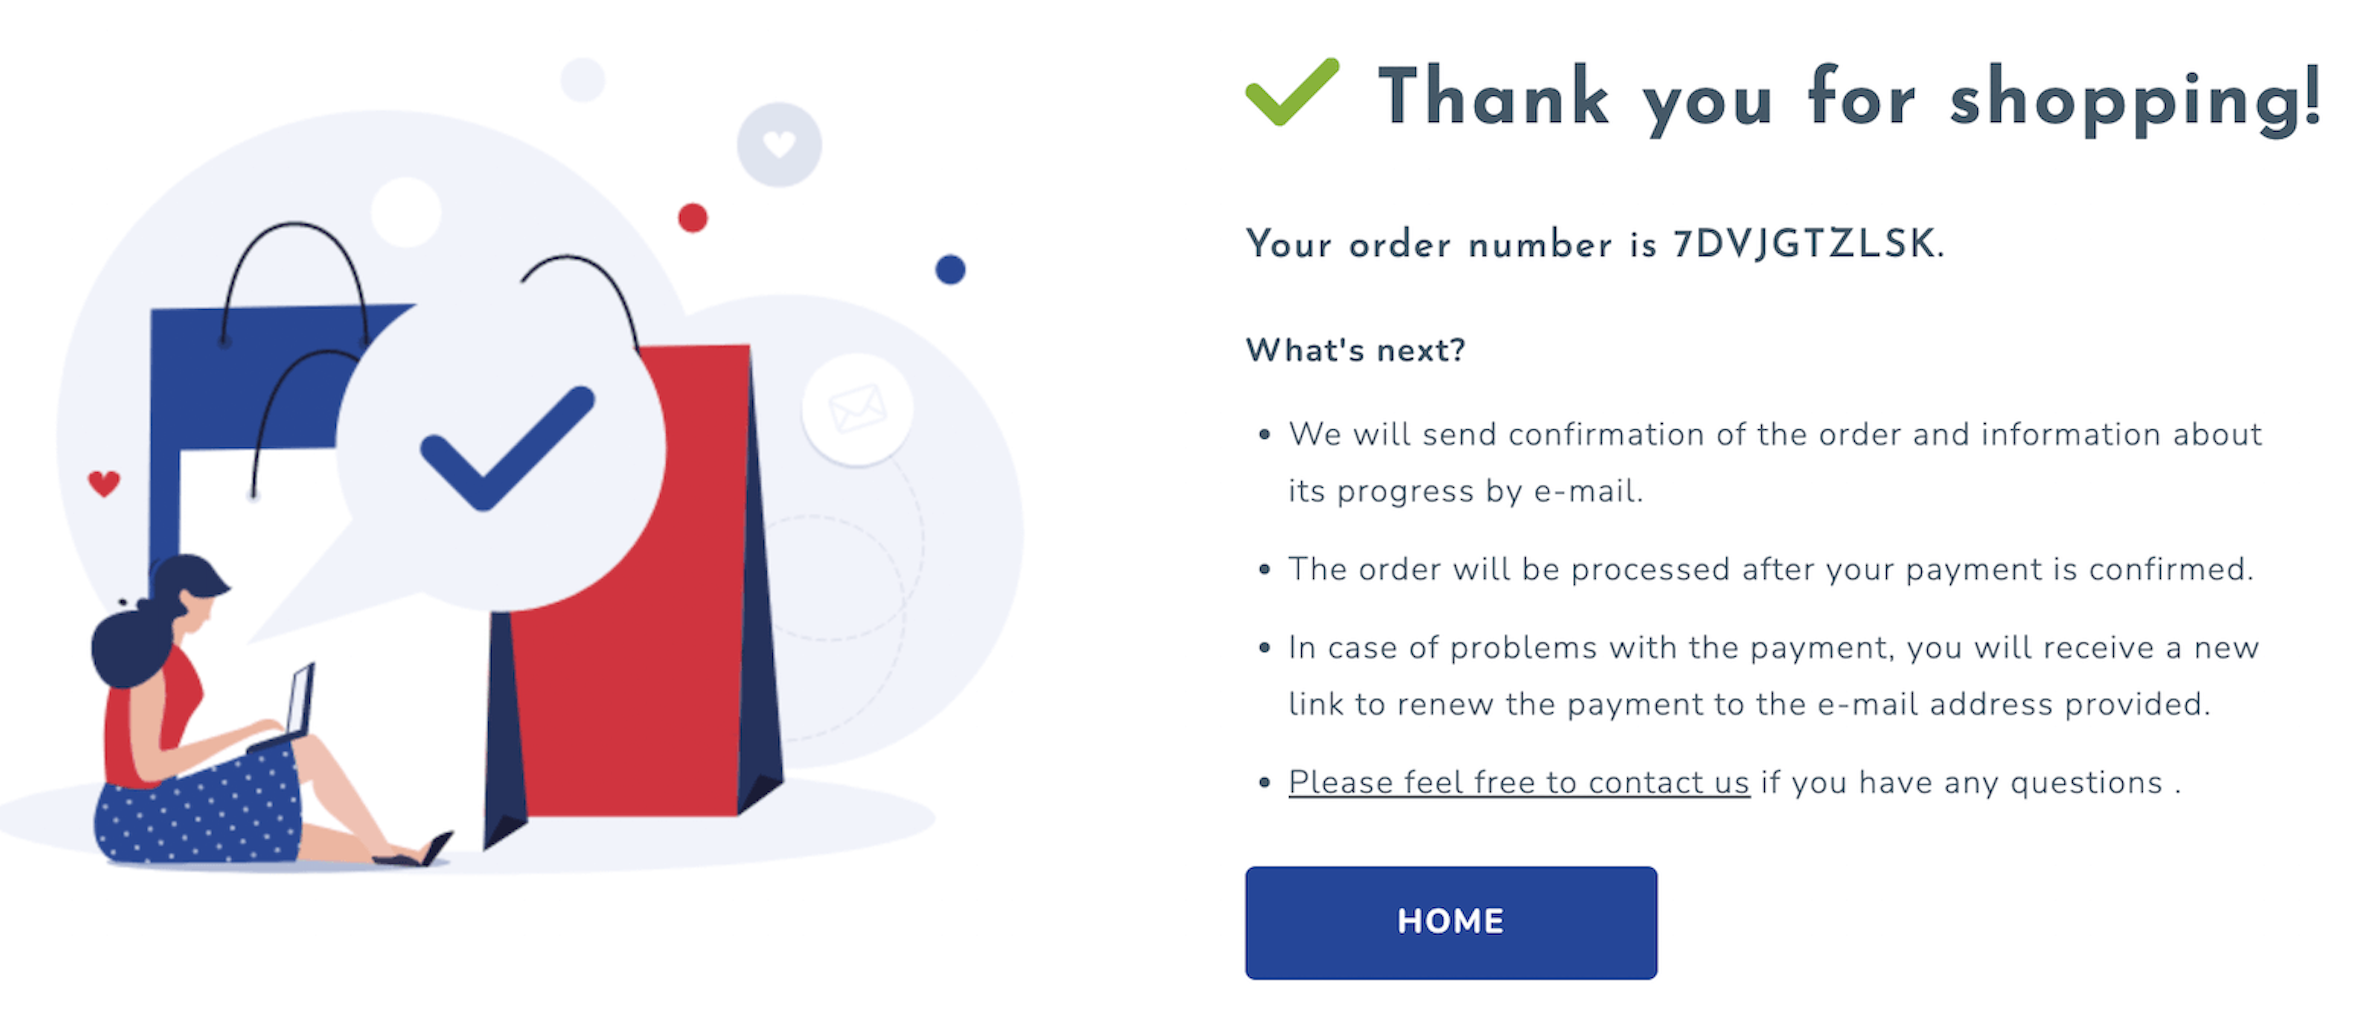 Thank you for shopping!
Your order number is 7DVJGTZLSK.
What's next?
• We will send confirmation of the order and information about
its progress by e-mail.
• The order will be processed after your payment is confirmed.
• In case of problems with the payment, you will receive a new
link to renew the payment to the e-mail address provided.
• Please feel free to contact us if you have any questions .
HOME